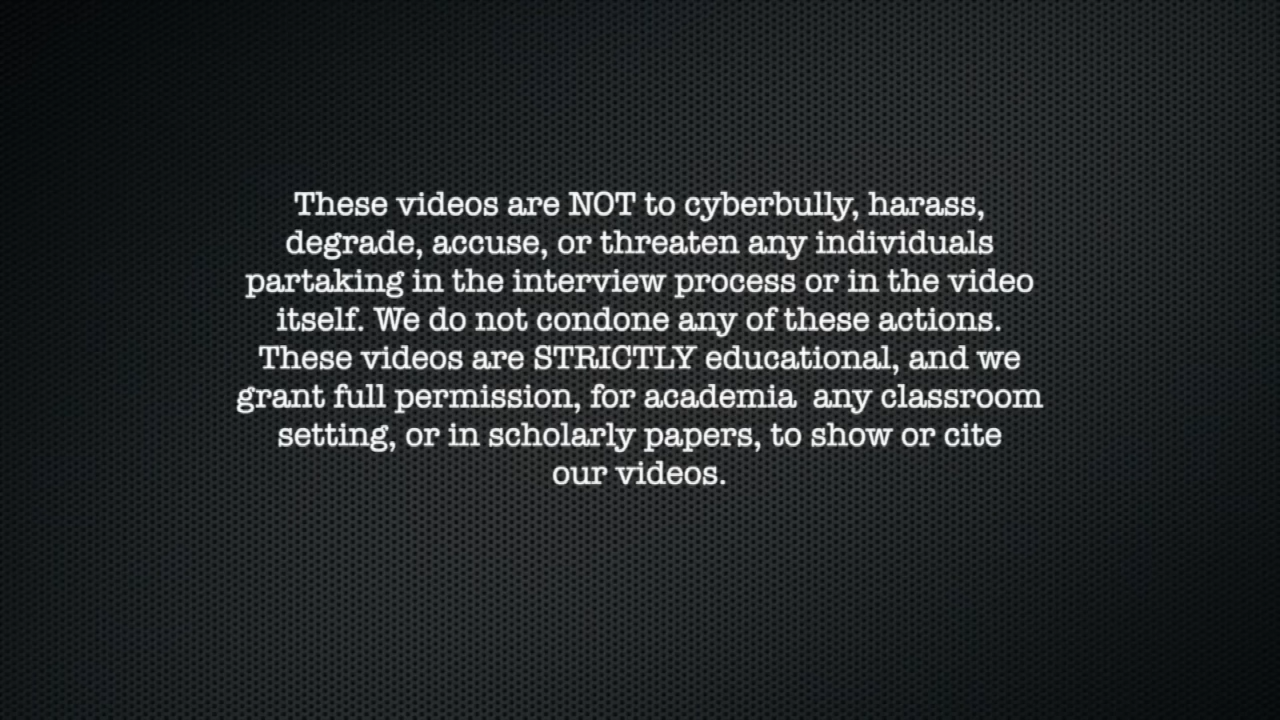 These videos are NOT to cyberbully, harass,
degrade, accuse, or threaten any individuals
partaking in the interview process or in the video
itself. We do not condone any of these actions.
These videos are STRICTLY educational, and we
grant full permission, for academia  any classroom
setting, or in scholarly papers, to show or cite
our videos.